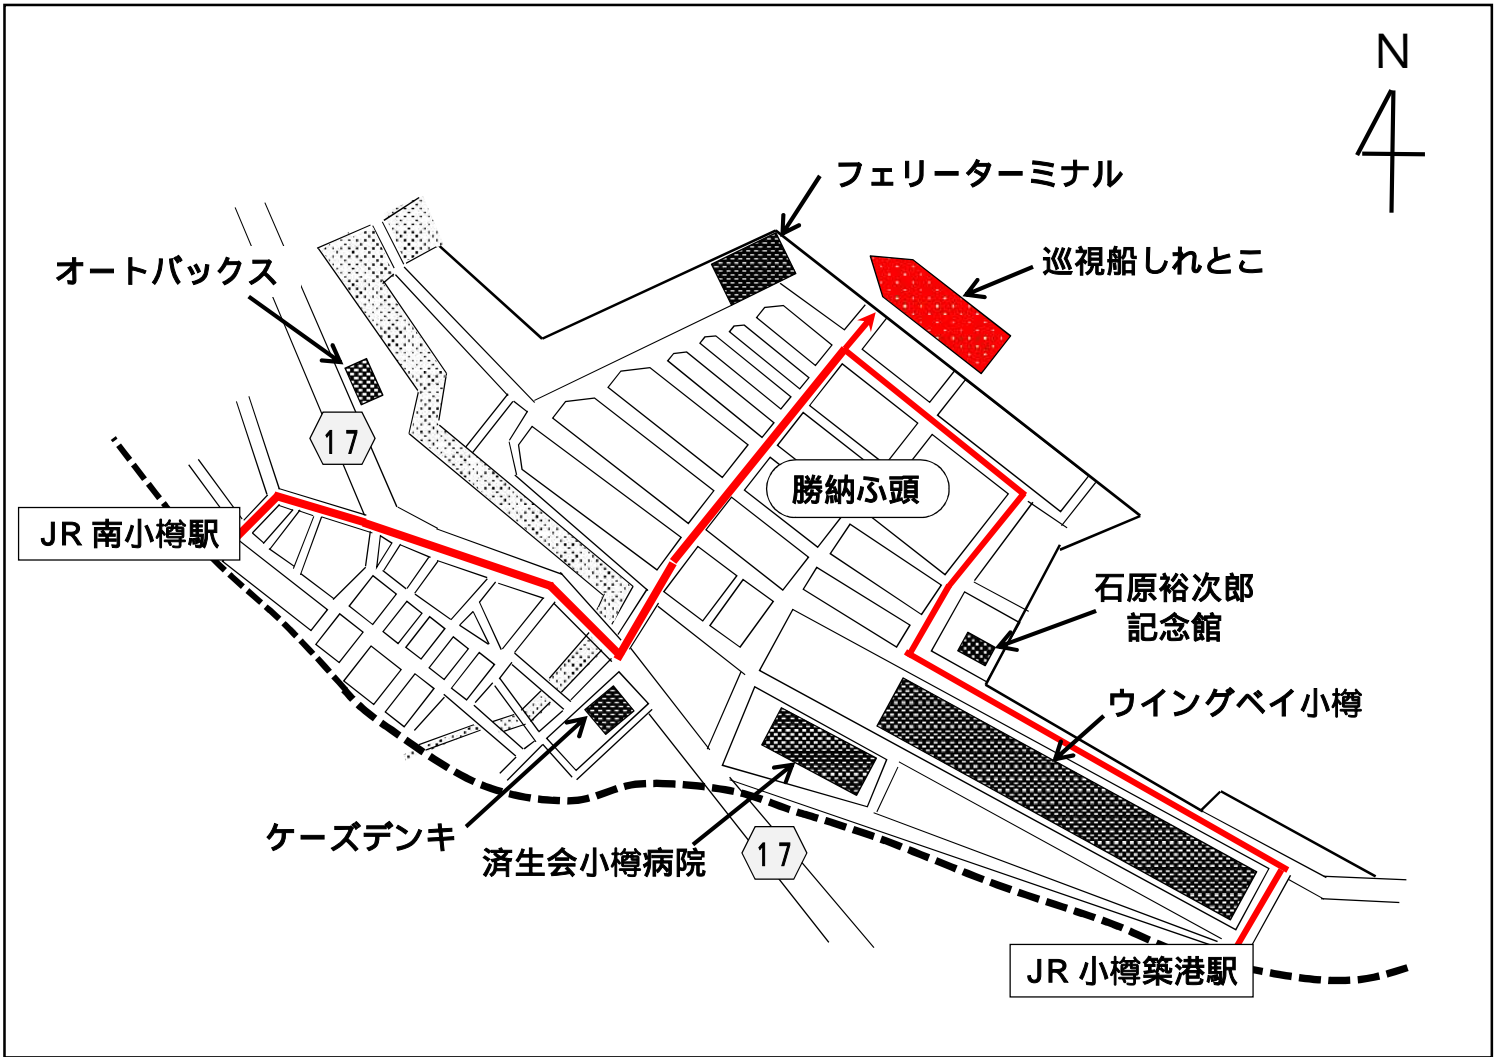 N
フェリーターミナル
巡視船しれとこ
オートバックス
17
勝納ふ頭
JR 南小樽駅
石原裕次郎
記念館
ウイングベイ小樽
ケーズデンキ
済生会小樽病院
17
JR 小樽築港駅